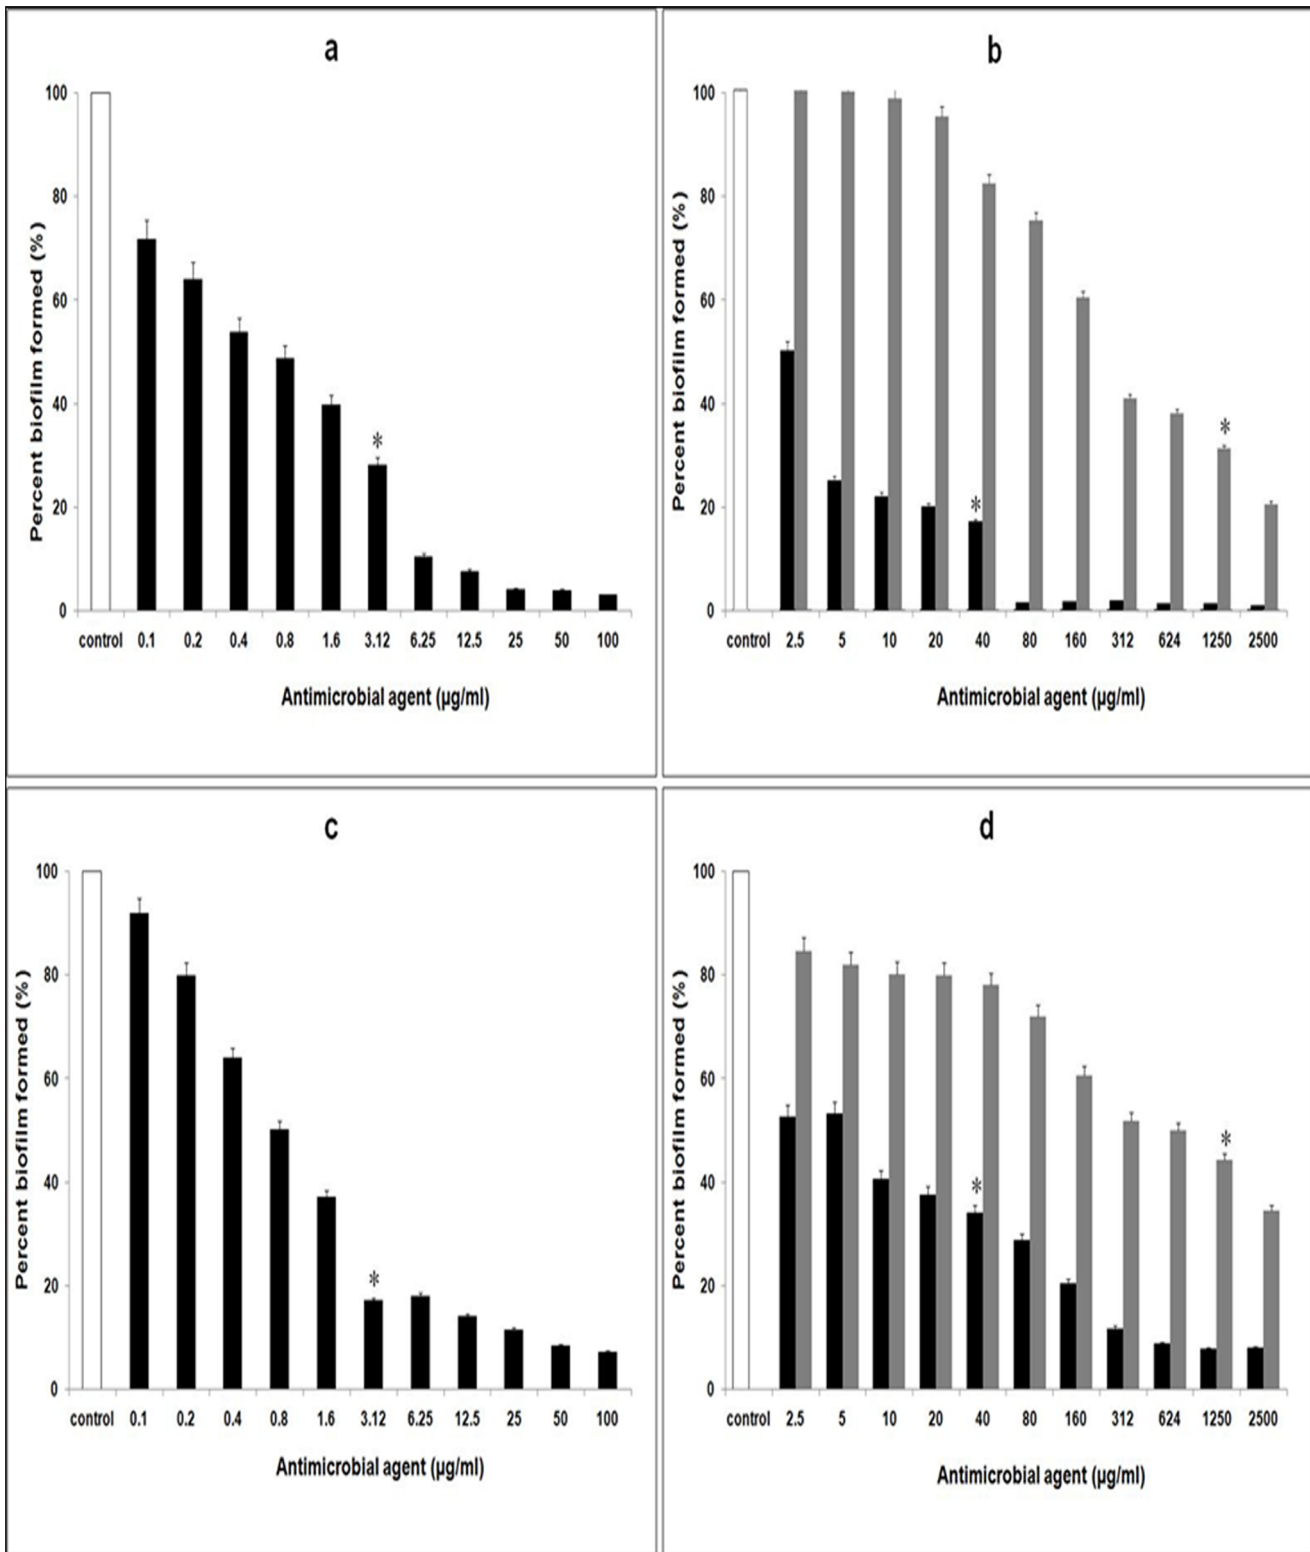 a
Percent biofilm formed (%)
100
80
60
40
20
0
*
control 0.1 0.2 0.4 0.8 1.6 3.12 6.25 12.5 25 50 100
Antimicrobial agent (µg/ml)
b
Percent biofilm formed (%)
100
80
60
40
20
0
*
*
control 2.5 5 10 20 40 80 160 312 624 1250 2500
Antimicrobial agent (µg/ml)
c
Percent biofilm formed (%)
100
80
60
40
20
0
*
control 0.1 0.2 0.4 0.8 1.6 3.12 6.25 12.5 25 50 100
Antimicrobial agent (µg/ml)
d
Percent biofilm formed (%)
100
80
60
40
20
0
*
*
control 2.5 5 10 20 40 80 160 312 624 1250 2500
Antimicrobial agent (µg/ml)